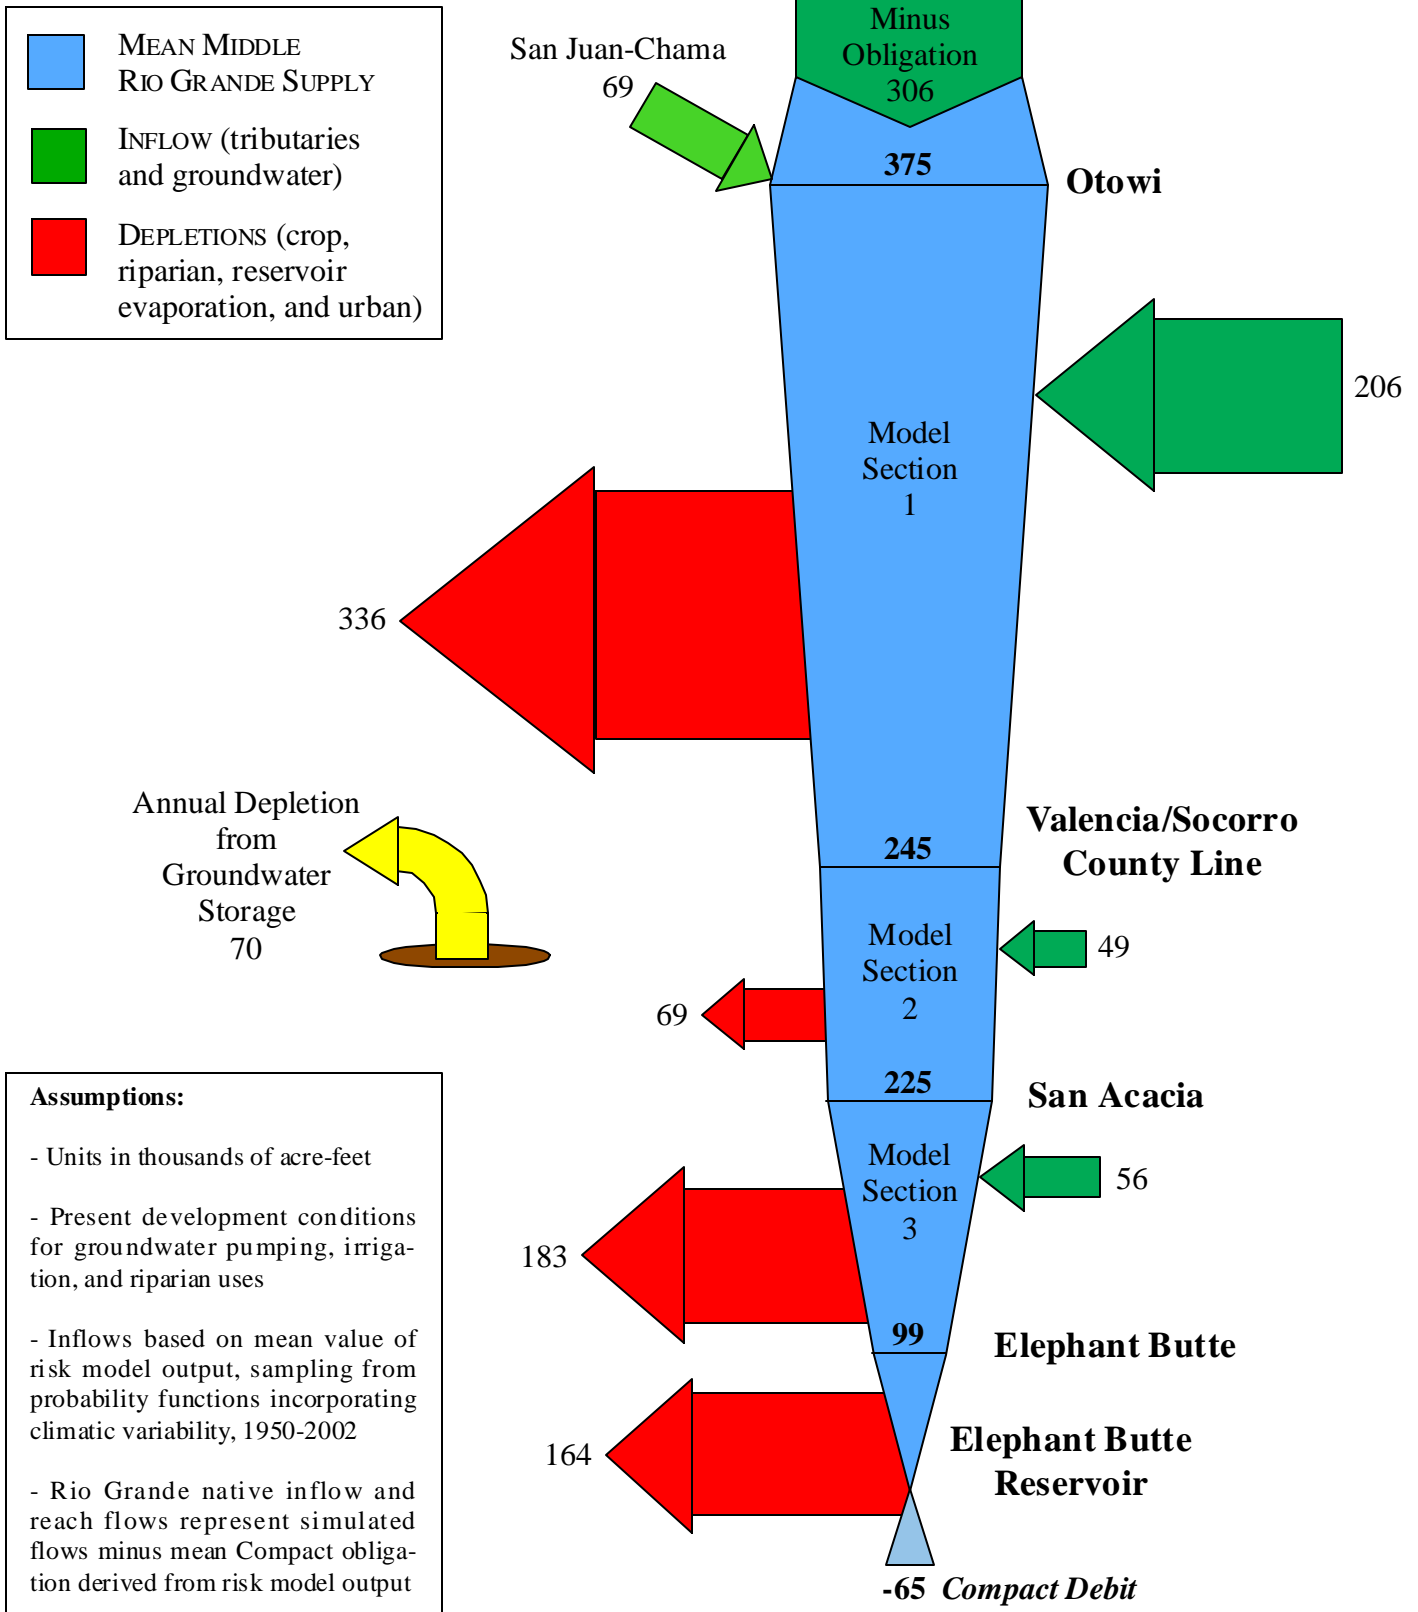 MEAN MIDDLE
RIO GRANDE SUPPLY
INFLOW (tributaries
and groundwater)
DEPLETIONS (crop,
riparian, reservoir
evaporation, and urban)
San Juan-Chama
69
Minus
Obligation
306
375
Otowi
206
Model
Section
1
336
Annual Depletion
from
Groundwater
Storage
70
245
Valencia/Socorro
County Line
Model
Section
2
49
69
225
San Acacia
Model
Section
3
56
183
99
Elephant Butte
164
Elephant Butte
Reservoir
-65 Compact Debit
Assumptions:
- Units in thousands of acre-feet
- Present development conditions
for groundwater pumping, irriga-
tion, and riparian uses
- Inflows based on mean value of
risk model output, sampling from
probability functions incorporating
climatic variability, 1950-2002
- Rio Grande native inflow and
reach flows represent simulated
flows minus mean Compact obliga-
tion derived from risk model output